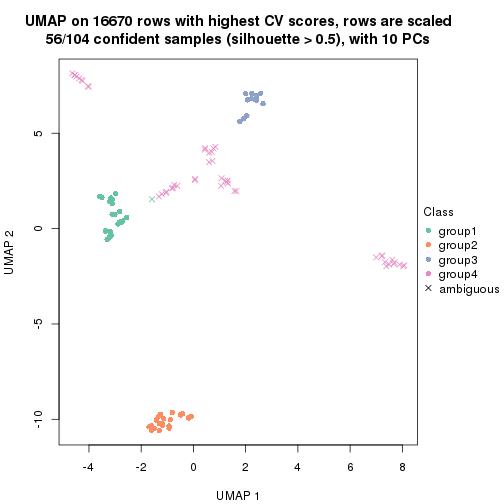 UMAP on 16670 rows with highest CV scores, rows are scaled
56/104 confident samples (silhouette > 0.5), with 10 PCs
5
0
-5
-10
UMAP 2
-4
-2
0
2
4
6
8
UMAP 1
Class
group1
group2
group3
group4
ambiguous